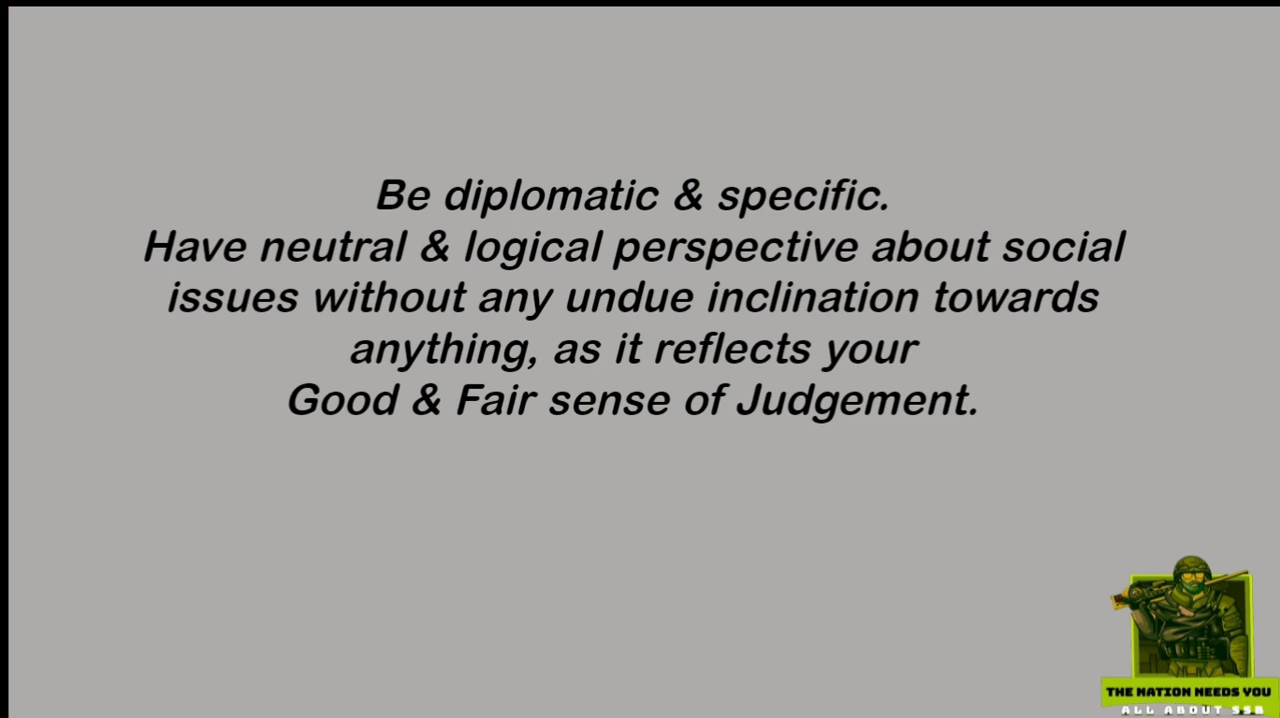 Be diplomatic & specific.
Have neutral & logical perspective about social
issues without any undue inclination towards
anything, as it reflects your
Good & Fair sense of Judgement.
THE NATION NEEDS YOU
ALL ABOUT SSB